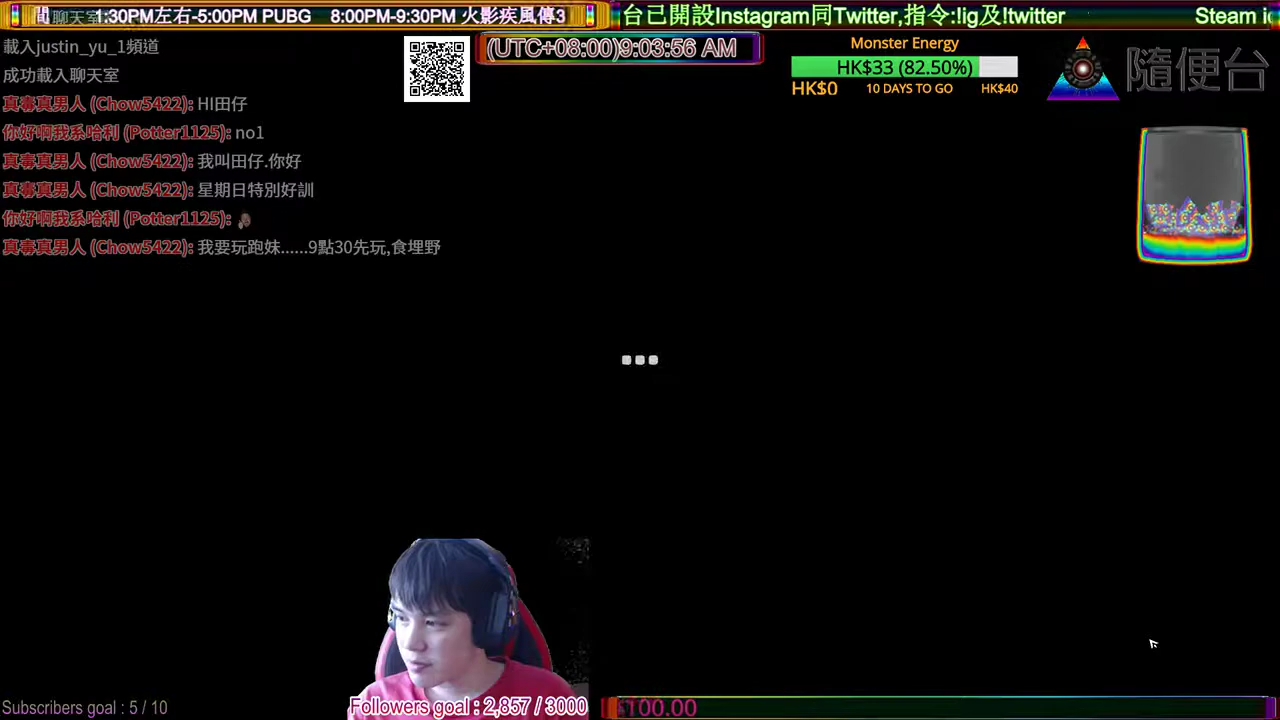 間 1:30PM左右-5:00PM PUBG 8:00PM-9:30PM 火影疾風傳3
台已開設Instagram同Twitter,指令:!ig及!twitter
Steam
載入justin_yu_1頻道
(UTC+08:00)9:03:56 AM
Monster Energy
HK$33 (82.50%)
HK$0 10 DAYS TO GO HK$40
隨便台
成功載入聊天室
真毒真男人 (Chow5422): HI田仔
你好啊我系哈利 (Potter1125): no1
真毒真男人 (Chow5422): 我叫田仔.你好
真毒真男人 (Chow5422): 星期日特別好訓
你好啊我系哈利 (Potter1125):
真毒真男人 (Chow5422): 我要玩跑妹......9點30先玩,食埋野
Subscribers goal : 5 / 10
Followers goal : 2,857 / 3000
100.00